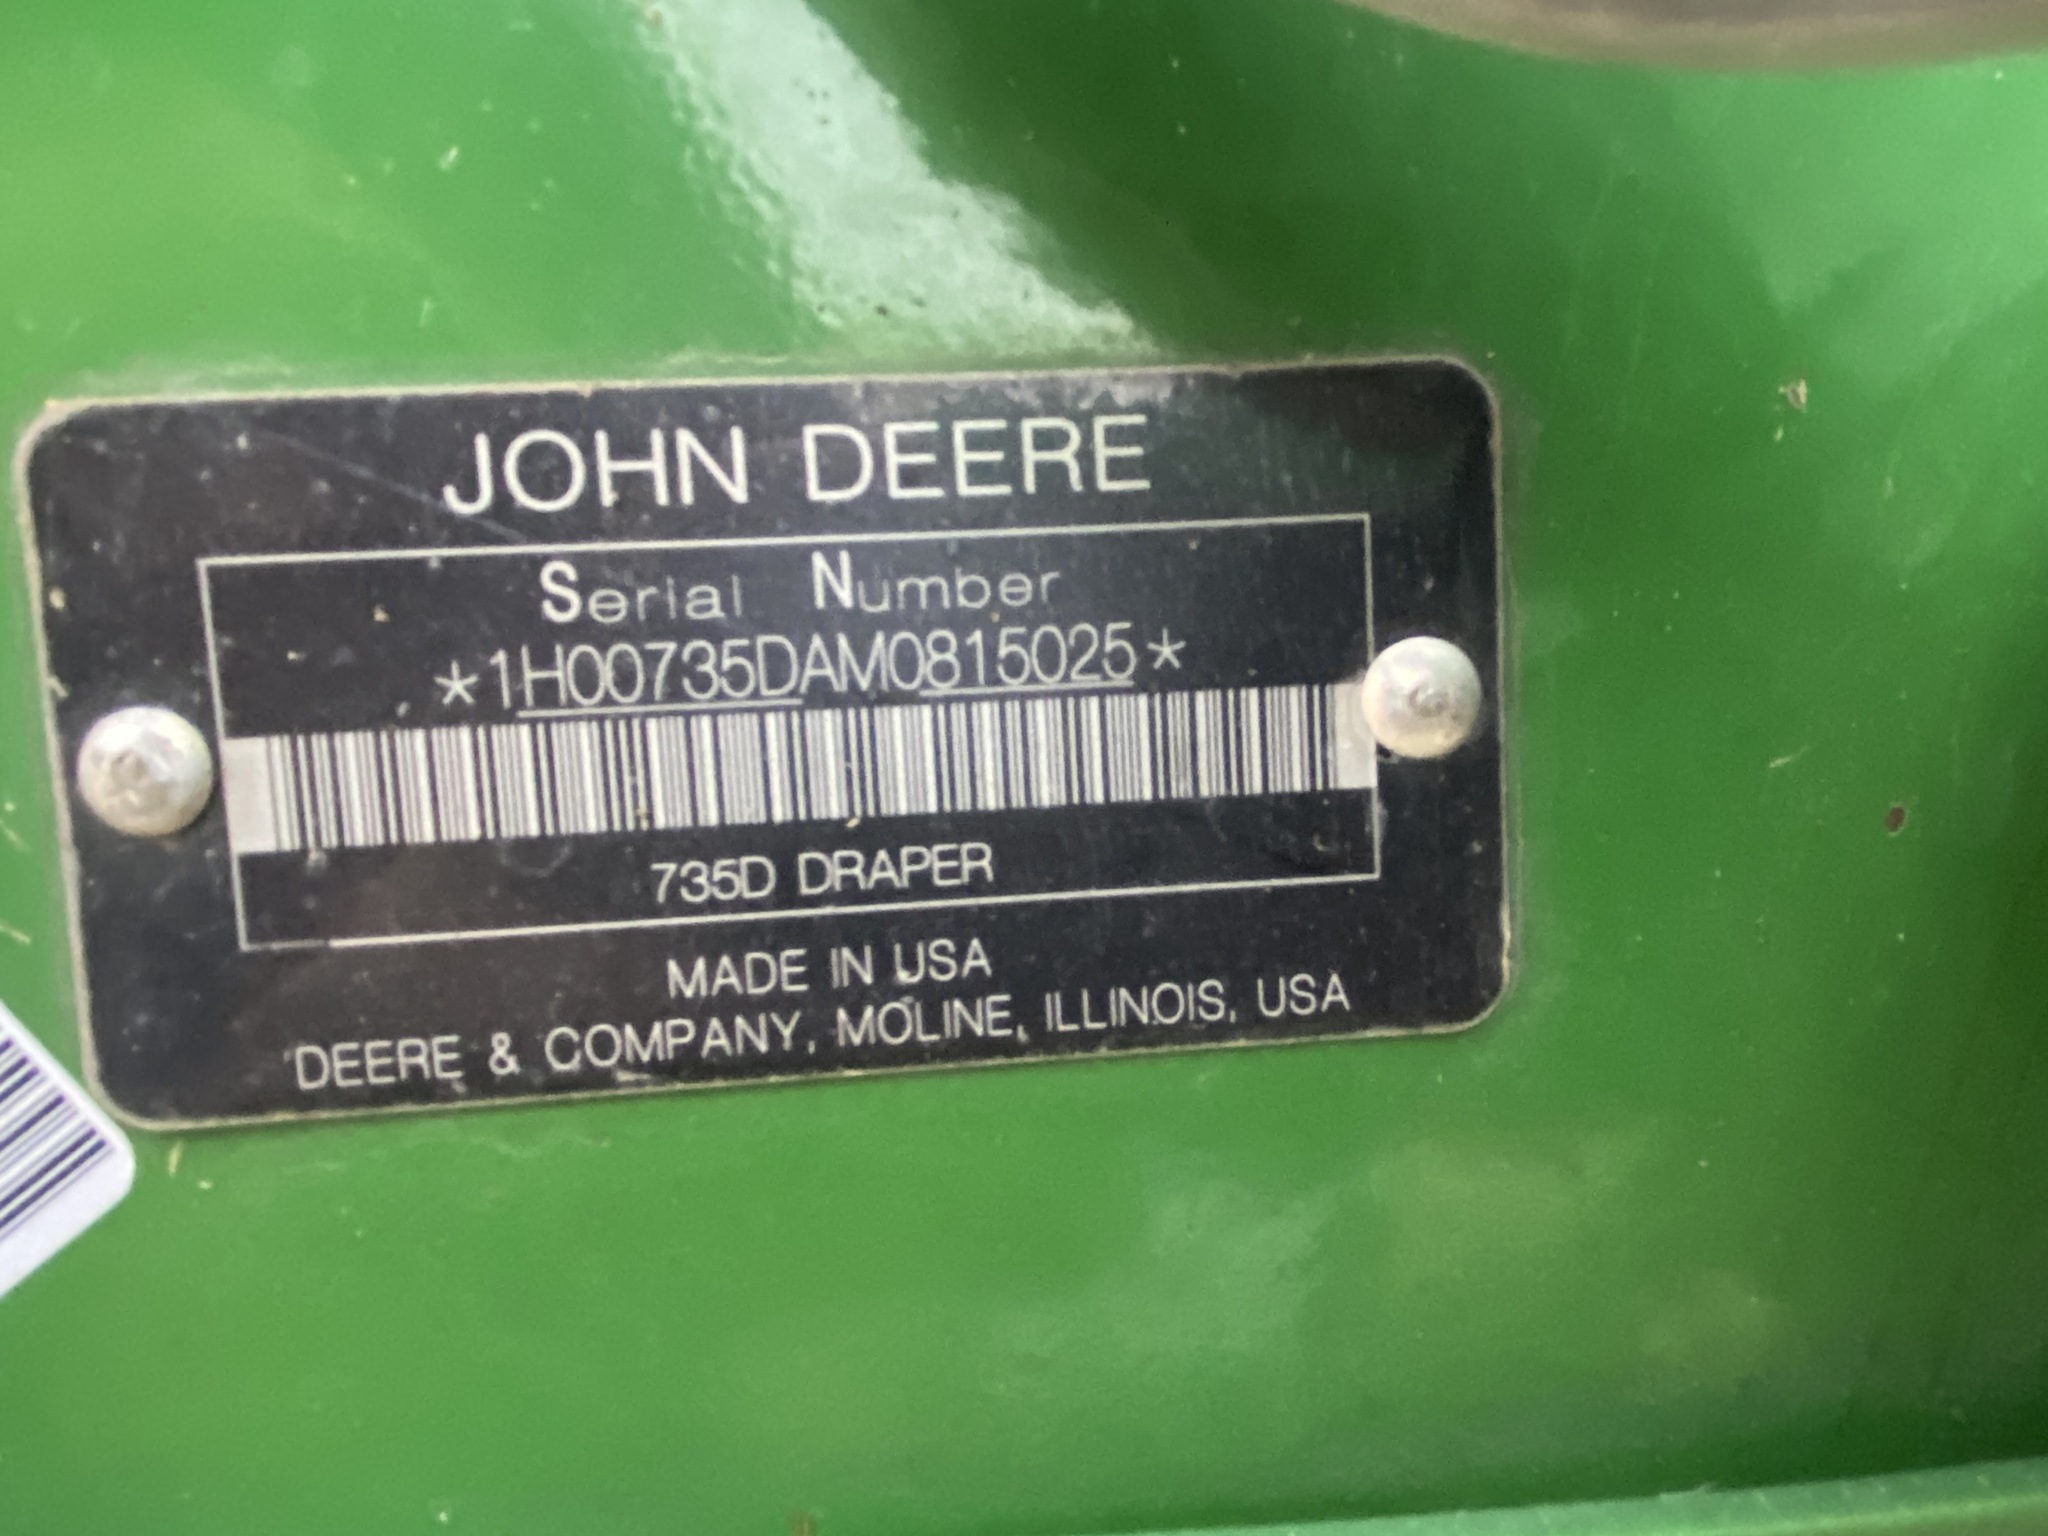 JOHN DEERE
Serial Number
*1H00735DAM0815025*
735D DRAPER
MADE IN USA
DEERE & COMPANY, MOLINE, ILLINOIS, USA